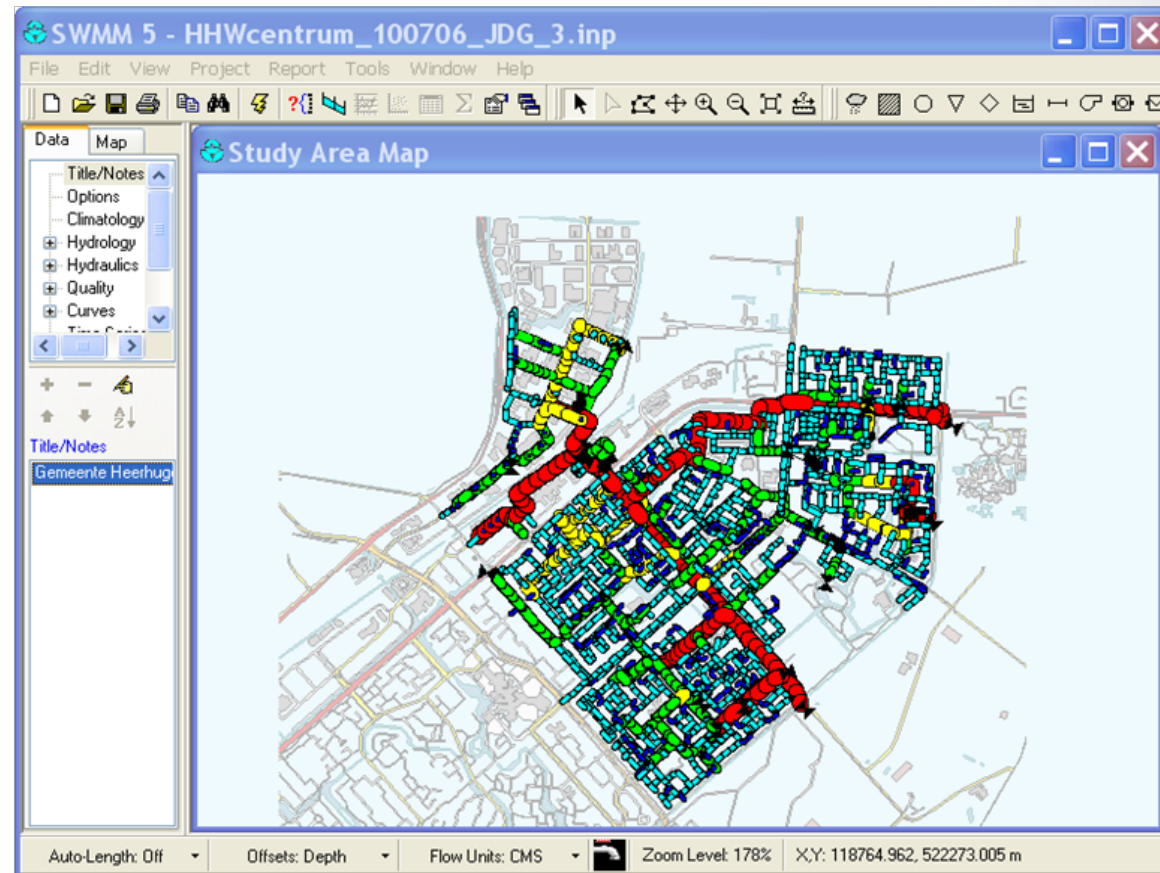 SWMM 5 - HHWcentrum_100706_JDG_3.inp
File Edit View Project Report Tools Window Help
Data Map
Study Area Map
Title/Notes
Options
Climatology
Hydrology
Hydraulics
Quality
Curves
Title/Notes
Gemeente Heerhug
Auto-Length: Off Offsets: Depth Flow Units: CMS Zoom Level: 178% X,Y: 118764.962, 522273.005 m